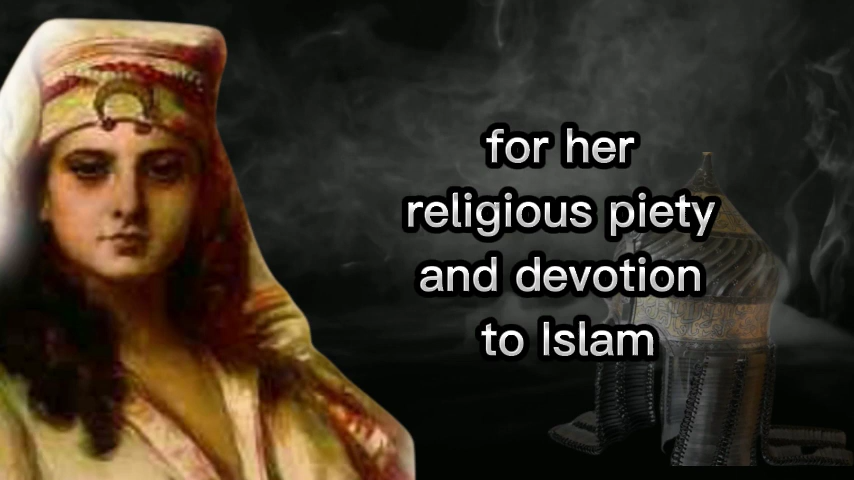 for her
religious piety
and devotion
to Islam